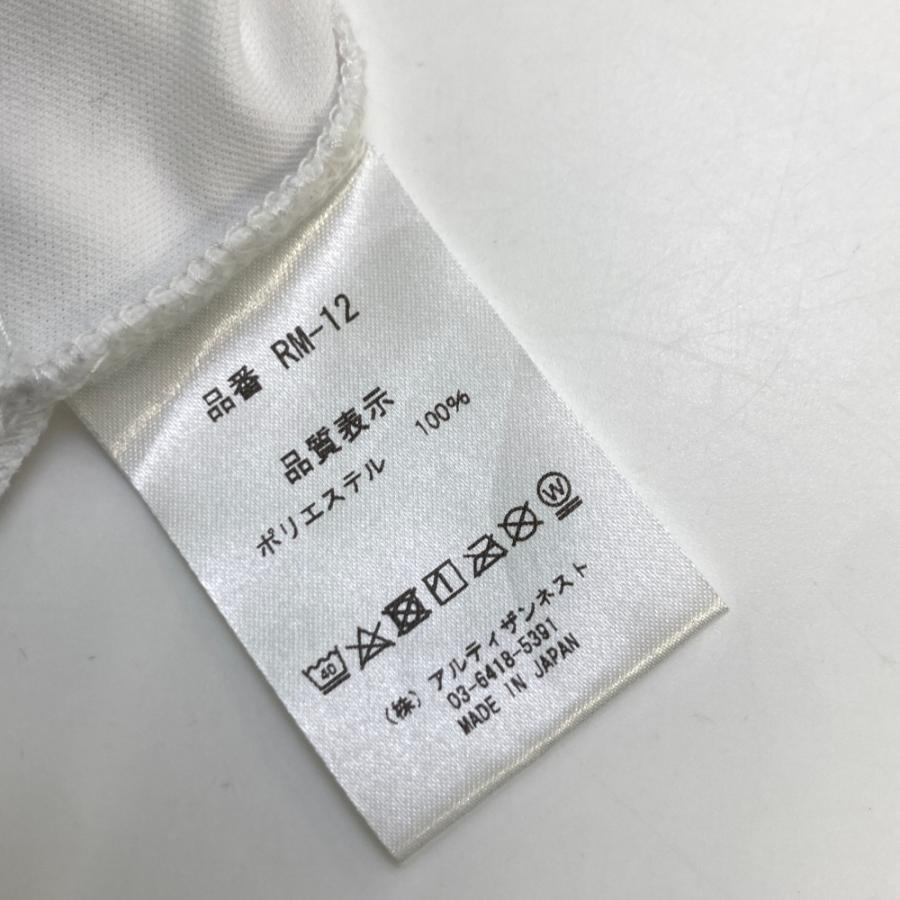 品番 RM-12
品質表示
ポリエステル 100%
40
W
(株) アルティザンネスト
03-6418-5391
MADE IN JAPAN